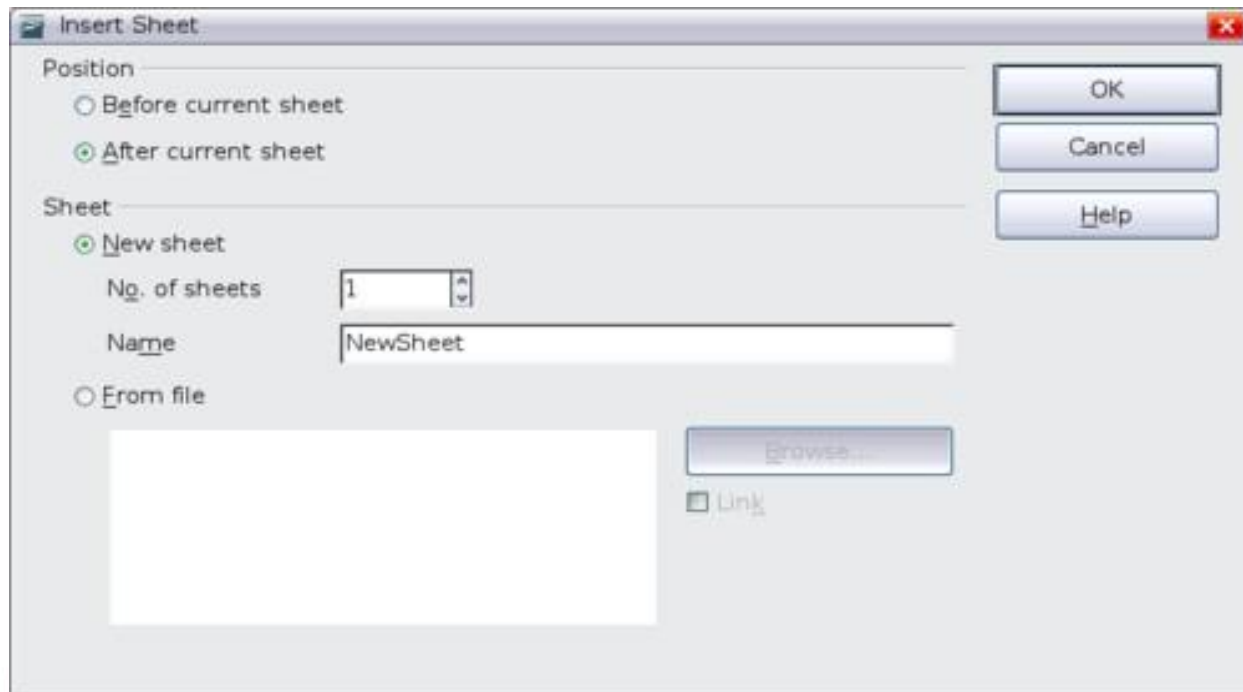 Insert Sheet
Position
Before current sheet
After current sheet
OK
Cancel
Help
Sheet
New sheet
No. of sheets 1
Name NewSheet
From file
Browse...
Link